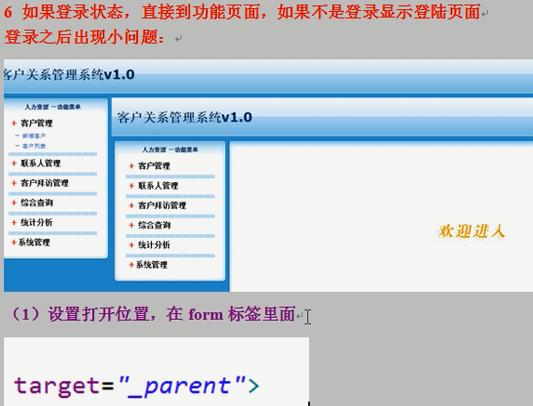 6 如果登录状态，直接到功能页面，如果不是登录显示登陆页面
登录之后出现小问题：
客户关系管理系统v1.0
人力资源 －功能菜单
+ 客户管理
－ 新增客户
－ 客户列表
+ 联系人管理
+ 客户拜访管理
+ 综合查询
+ 统计分析
+ 系统管理
客户关系管理系统v1.0
人力资源 －功能菜单
+ 客户管理
+ 联系人管理
+ 客户拜访管理
+ 综合查询
+ 统计分析
+ 系统管理
欢迎进入
（1）设置打开位置，在 form 标签里面
target="_parent">